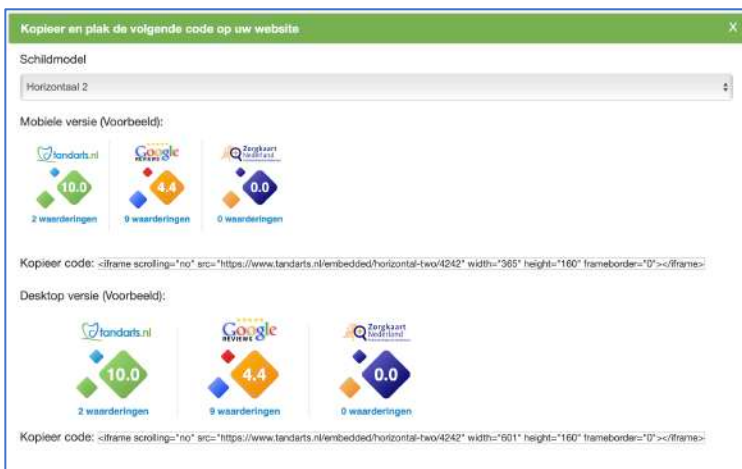 Kopieer en plak de volgende code op uw website X
Schildmodel
Horizontaal 2
Mobiele versie (Voorbeeld):
tandarts.nl Google REVIEWS Zorgkaart Nederland
10.0 4.4 0.0
2 waarderingen 9 waarderingen 0 waarderingen
Kopieer code: <iframe scrolling="no" src="https://www.tandarts.nl/embedded/horizontal-two/4242" width="365" height="160" frameborder="0"></iframe>
Desktop versie (Voorbeeld):
tandarts.nl Google REVIEWS Zorgkaart Nederland
10.0 4.4 0.0
2 waarderingen 9 waarderingen 0 waarderingen
Kopieer code: <iframe scrolling="no" src="https://www.tandarts.nl/embedded/horizontal-two/4242" width="601" height="160" frameborder="0"></iframe>